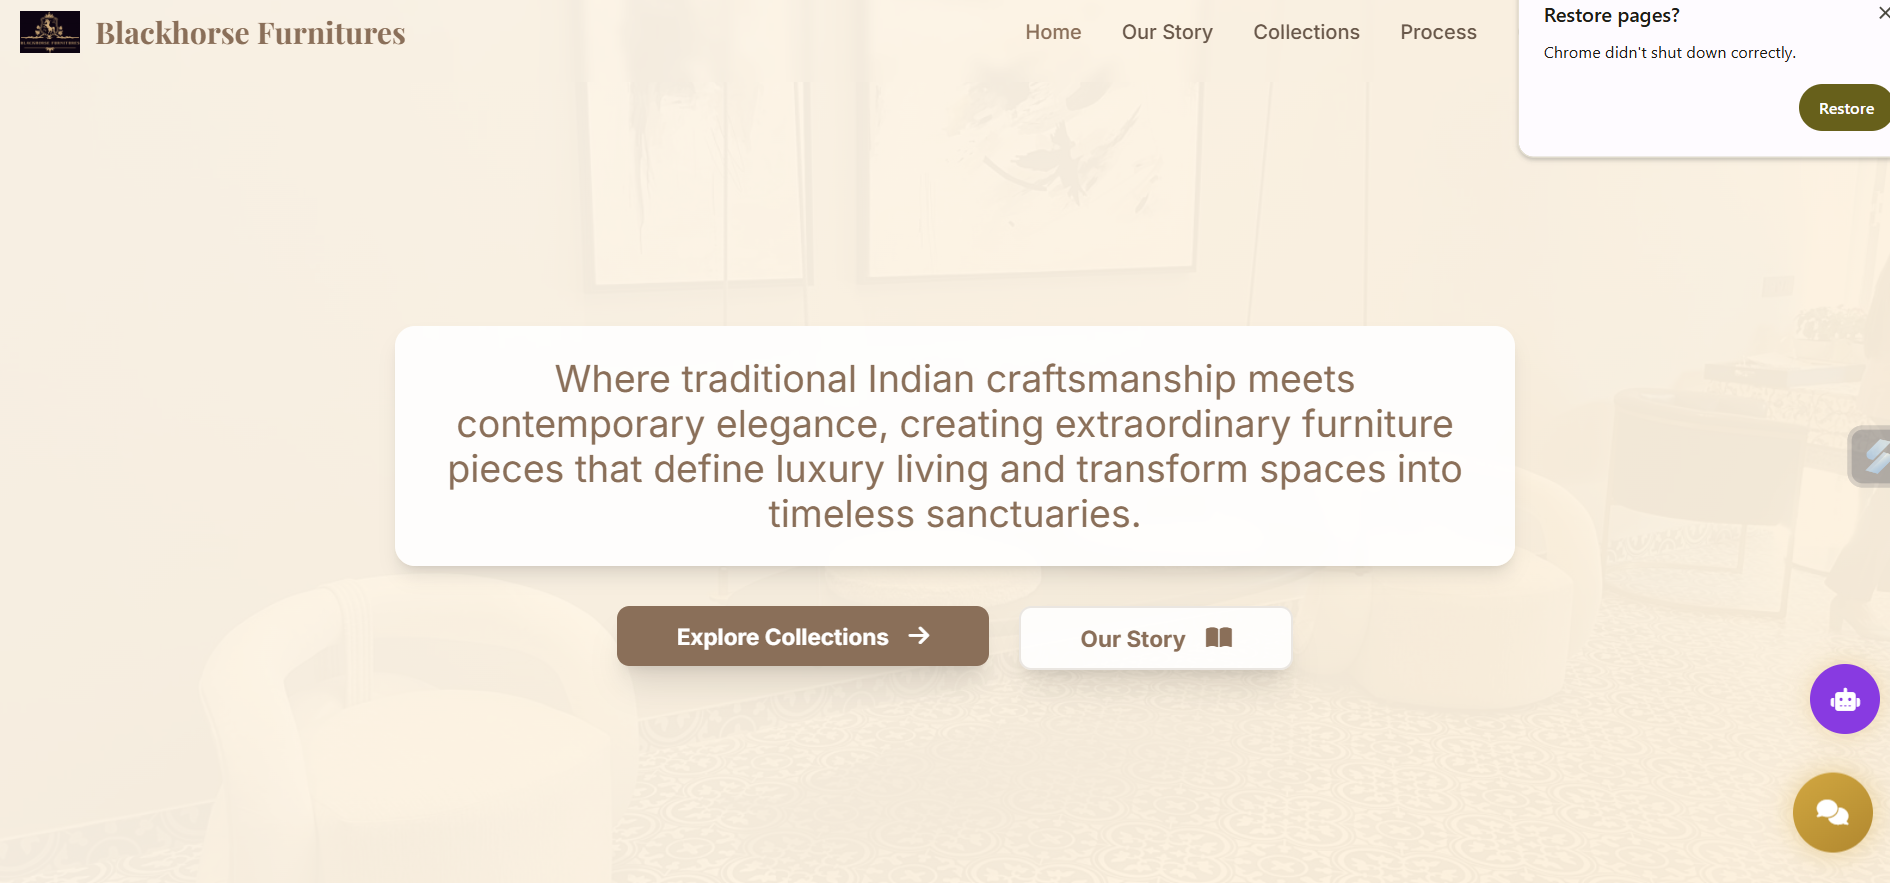 BLACKHORSE FURNITURES
Blackhorse Furnitures
Home
Our Story
Collections
Process
Restore pages?
Chrome didn't shut down correctly.
Restore
Where traditional Indian craftsmanship meets
contemporary elegance, creating extraordinary furniture
pieces that define luxury living and transform spaces into
timeless sanctuaries.
Explore Collections
Our Story